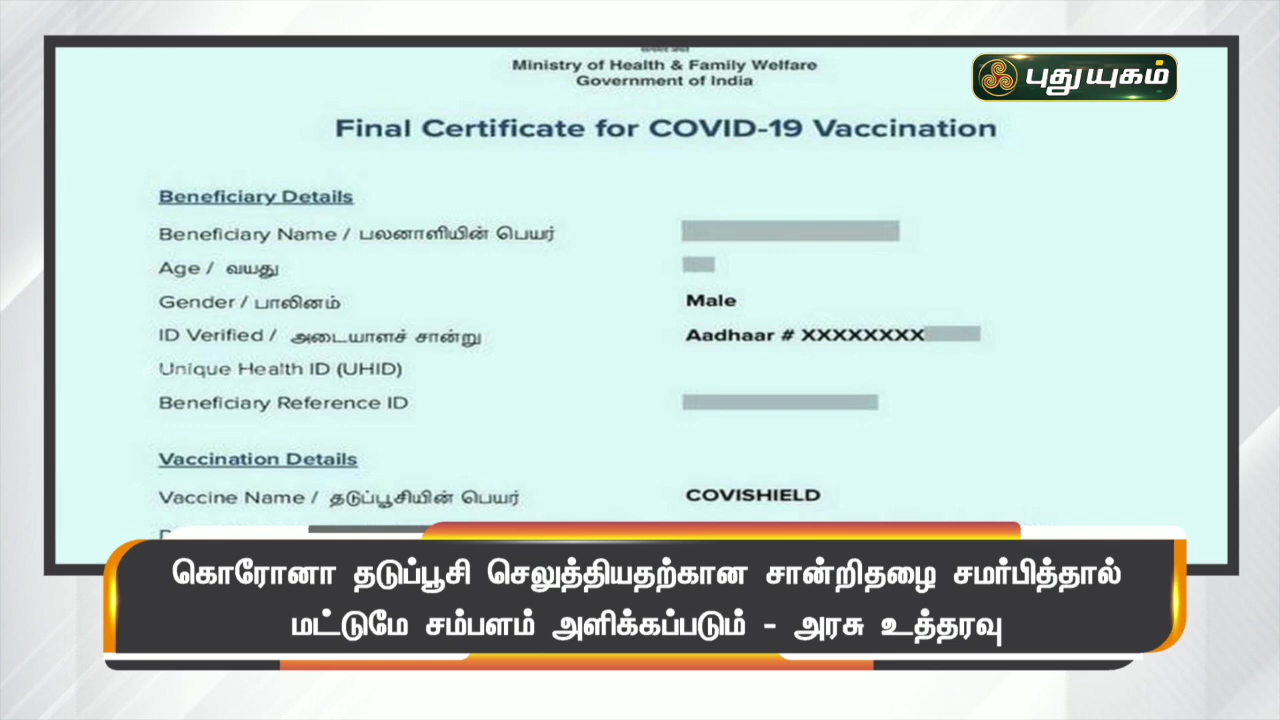 Ministry of Health & Family Welfare
Government of India
புதுயுகம்
Final Certificate for COVID-19 Vaccination
Beneficiary Details
Beneficiary Name / பலனாளியின் பெயர்
Age / வயது
Gender / பாலினம் Male
ID Verified / அடையாளச் சான்று Aadhaar # XXXXXXXX
Unique Health ID (UHID)
Beneficiary Reference ID
Vaccination Details
Vaccine Name / தடுப்பூசியின் பெயர் COVISHIELD
கொரோனா தடுப்பூசி செலுத்தியதற்கான சான்றிதழை சமர்பித்தால்
மட்டுமே சம்பளம் அளிக்கப்படும் - அரசு உத்தரவு